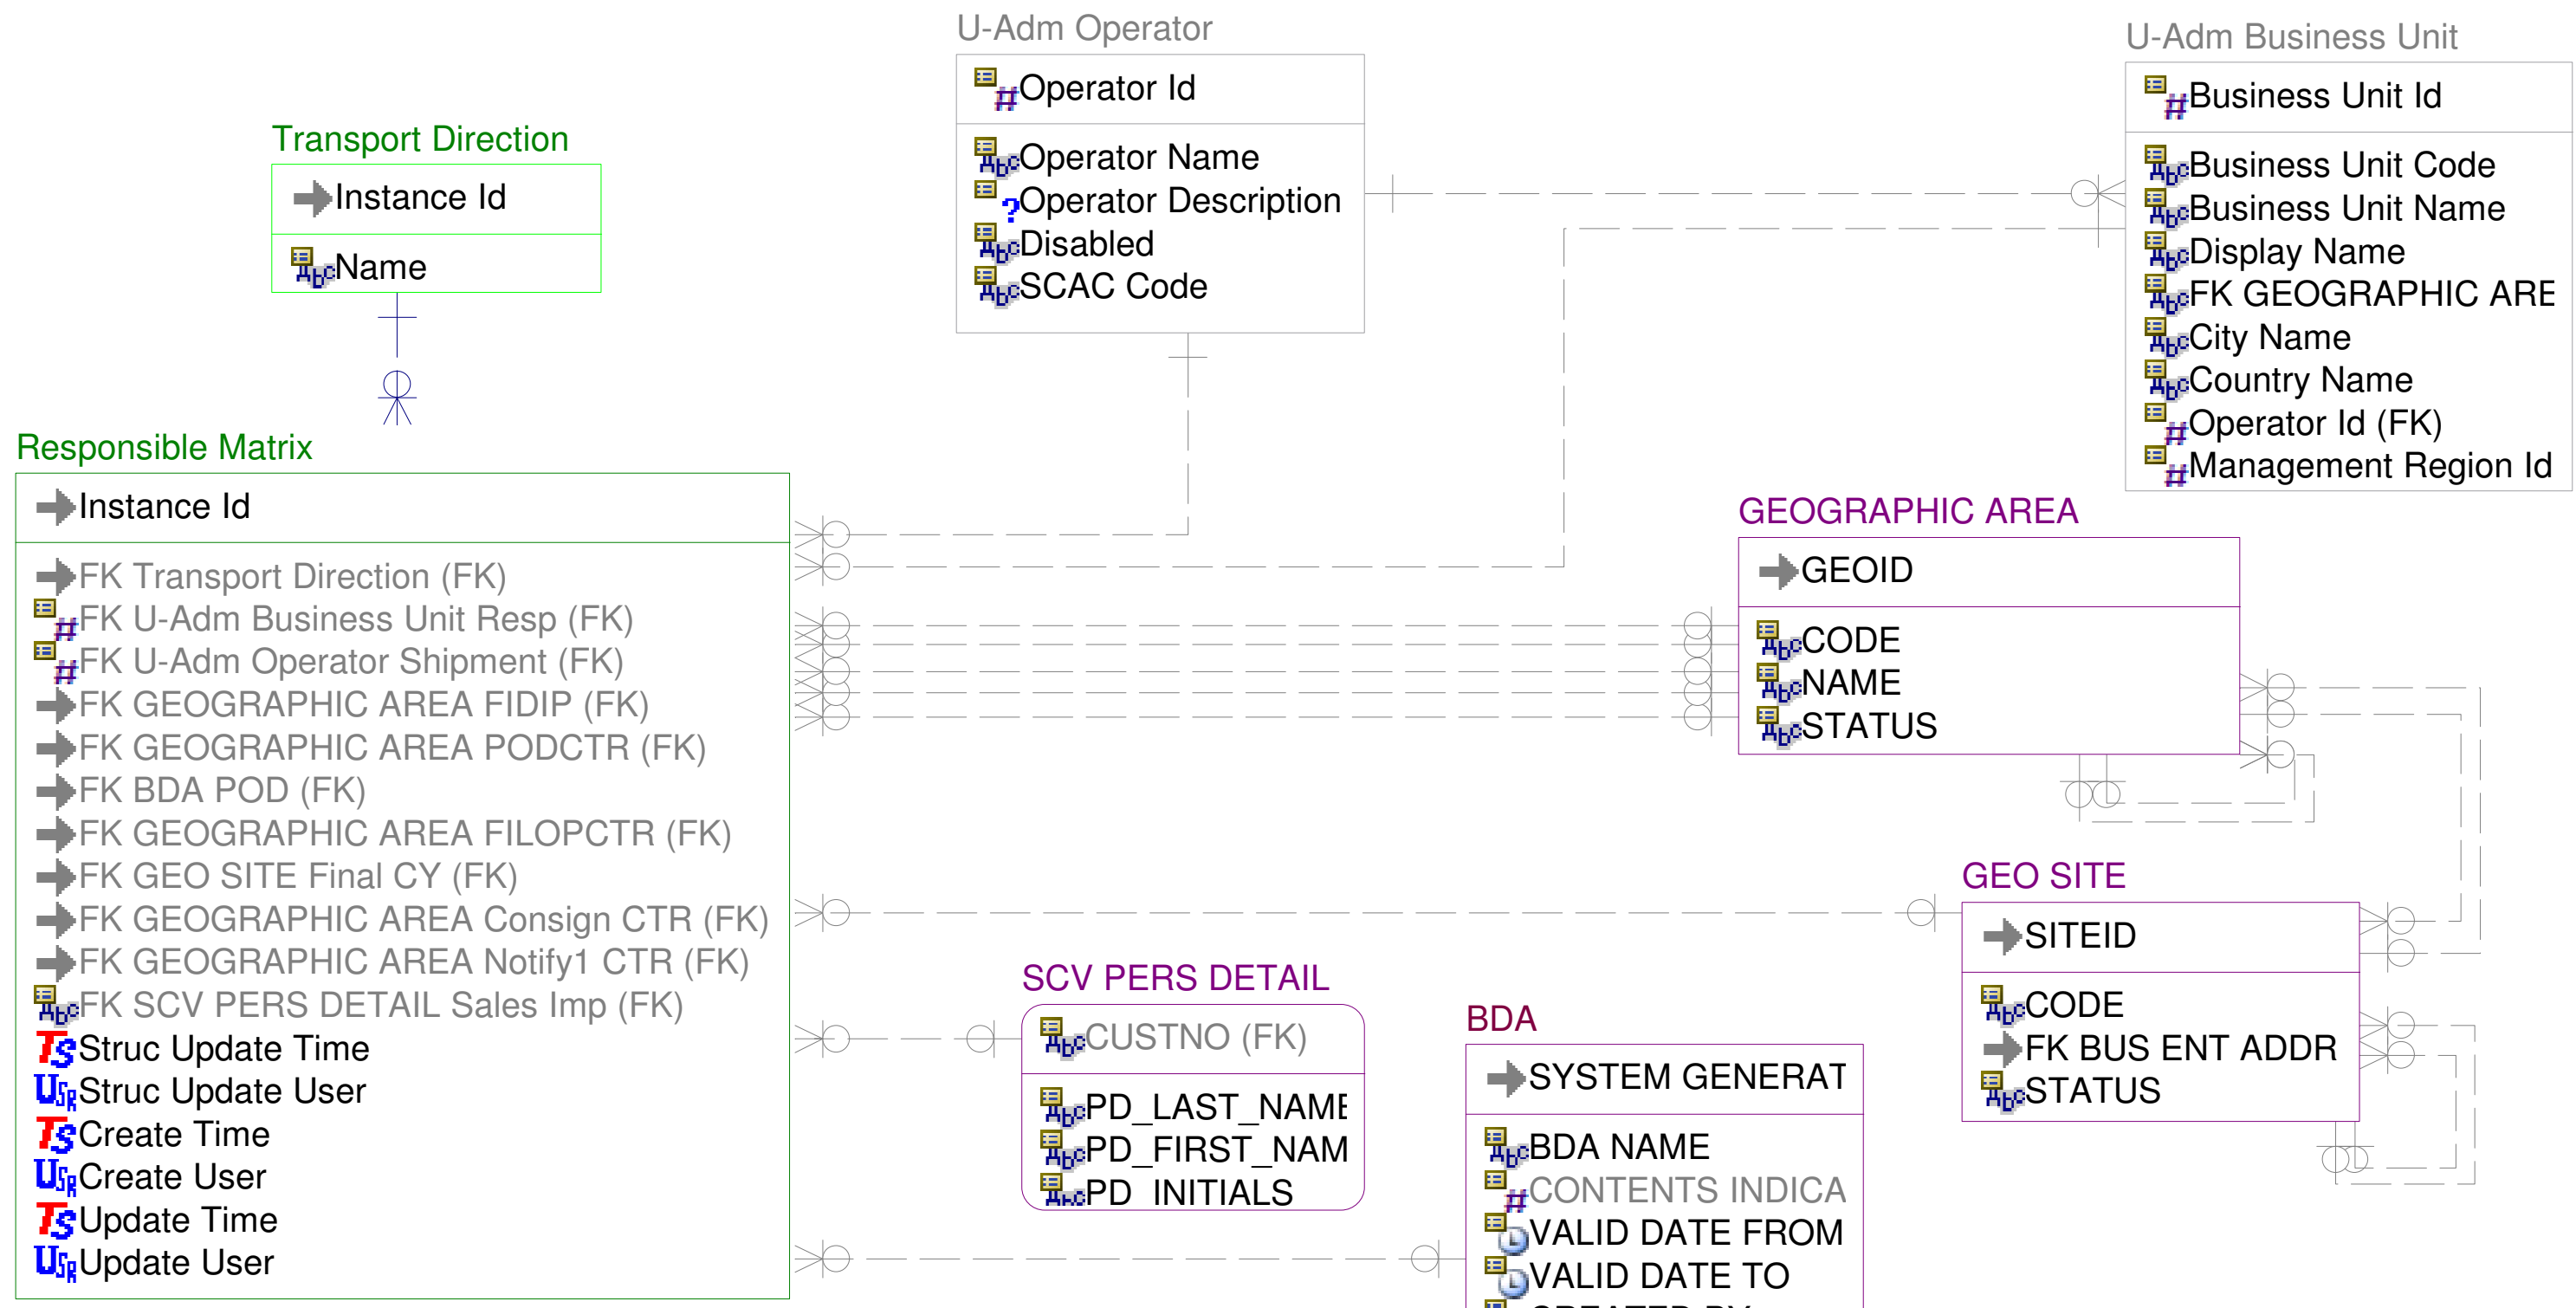 U-Adm Operator
Operator Id
Operator Name
Operator Description
Disabled
SCAC Code
U-Adm Business Unit
Business Unit Id
Business Unit Code
Business Unit Name
Display Name
FK GEOGRAPHIC ARE
City Name
Country Name
Operator Id (FK)
Management Region Id
Transport Direction
Instance Id
Name
Responsible Matrix
Instance Id
FK Transport Direction (FK)
FK U-Adm Business Unit Resp (FK)
FK U-Adm Operator Shipment (FK)
FK GEOGRAPHIC AREA FIDIP (FK)
FK GEOGRAPHIC AREA PODCTR (FK)
FK BDA POD (FK)
FK GEOGRAPHIC AREA FILOPCTR (FK)
FK GEO SITE Final CY (FK)
FK GEOGRAPHIC AREA Consign CTR (FK)
FK GEOGRAPHIC AREA Notify1 CTR (FK)
FK SCV PERS DETAIL Sales Imp (FK)
Struc Update Time
Struc Update User
Create Time
Create User
Update Time
Update User
GEOGRAPHIC AREA
GEOID
CODE
NAME
STATUS
GEO SITE
SITEID
CODE
FK BUS ENT ADDR
STATUS
SCV PERS DETAIL
CUSTNO (FK)
PD_LAST_NAME
PD_FIRST_NAM
PD_INITIALS
BDA
SYSTEM GENERAT
BDA NAME
CONTENTS INDICA
VALID DATE FROM
VALID DATE TO
CREATED BY